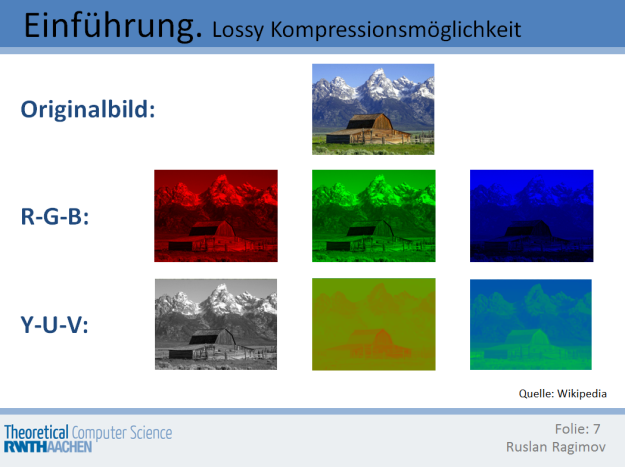 Einführung. Lossy Kompressionsmöglichkeit
Originalbild:
R-G-B:
Y-U-V:
Quelle: Wikipedia
Theoretical Computer Science
RWTHAACHEN
Folie: 7
Ruslan Ragimov